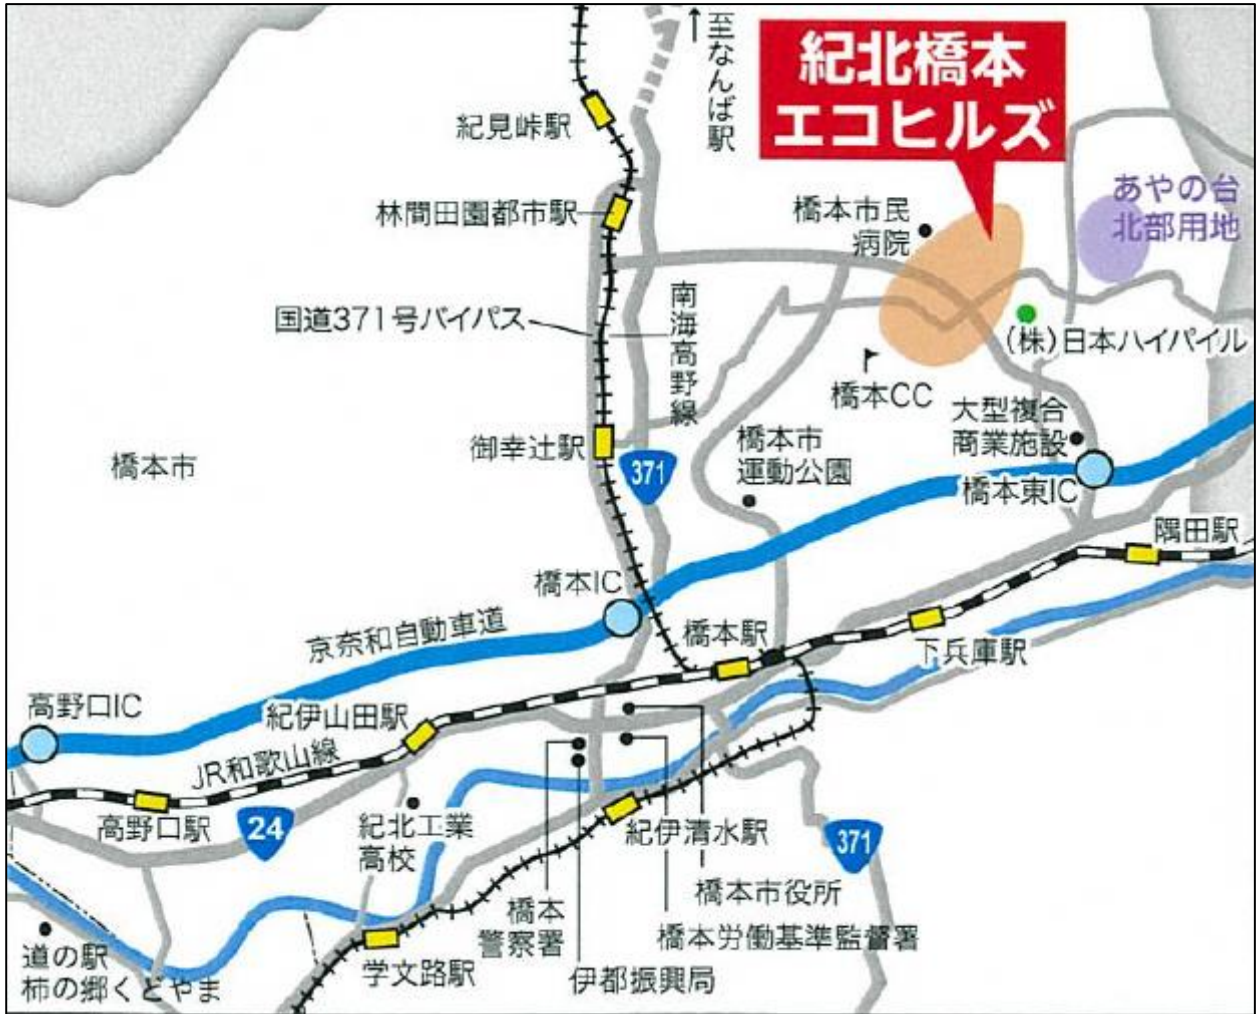 至なんば駅
紀北橋本
エコヒルズ
紀見峠駅
あやの台
北部用地
林間田園都市駅
橋本市民
病院
国道371号バイパス
南海高野線
(株)日本ハイパイル
橋本CC
大型複合
商業施設
御幸辻駅
橋本市
運動公園
橋本市
371
橋本東IC
隅田駅
橋本IC
京奈和自動車道
橋本駅
下兵庫駅
高野口IC
紀伊山田駅
JR和歌山線
高野口駅
24
紀北工業
高校
紀伊清水駅
371
橋本市役所
橋本
警察署
橋本労働基準監督署
道の駅
柿の郷くどやま
学文路駅
伊都振興局